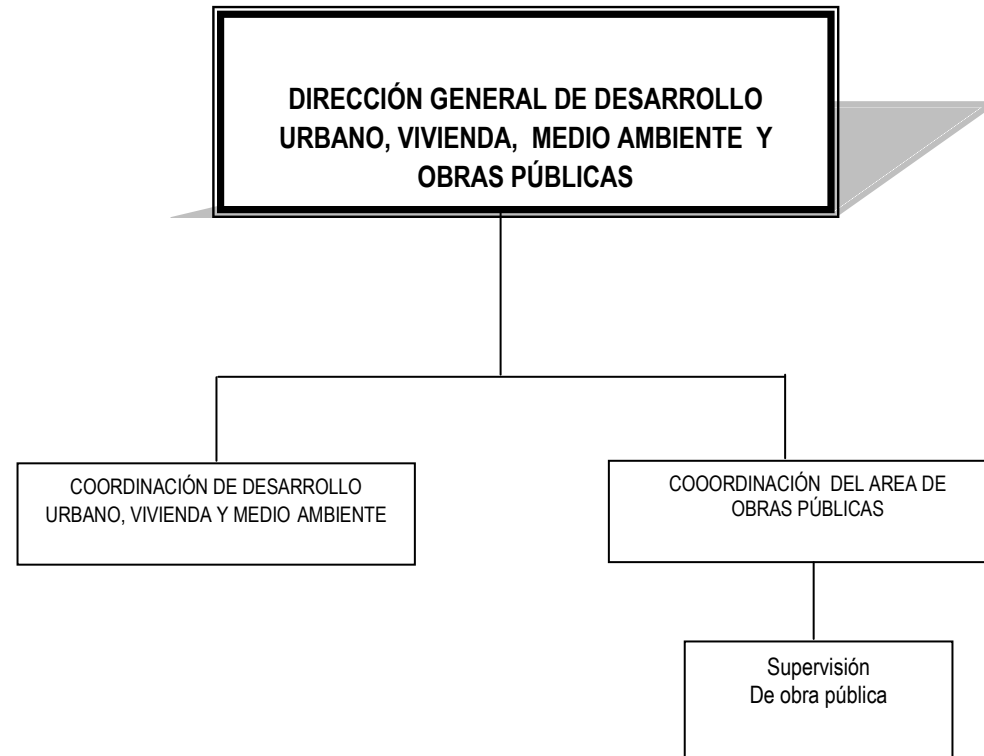 DIRECCIÓN GENERAL DE DESARROLLO
URBANO, VIVIENDA, MEDIO AMBIENTE Y
OBRAS PÚBLICAS
COORDINACIÓN DE DESARROLLO
URBANO, VIVIENDA Y MEDIO AMBIENTE
COOORDINACIÓN DEL AREA DE
OBRAS PÚBLICAS
Supervisión
De obra pública